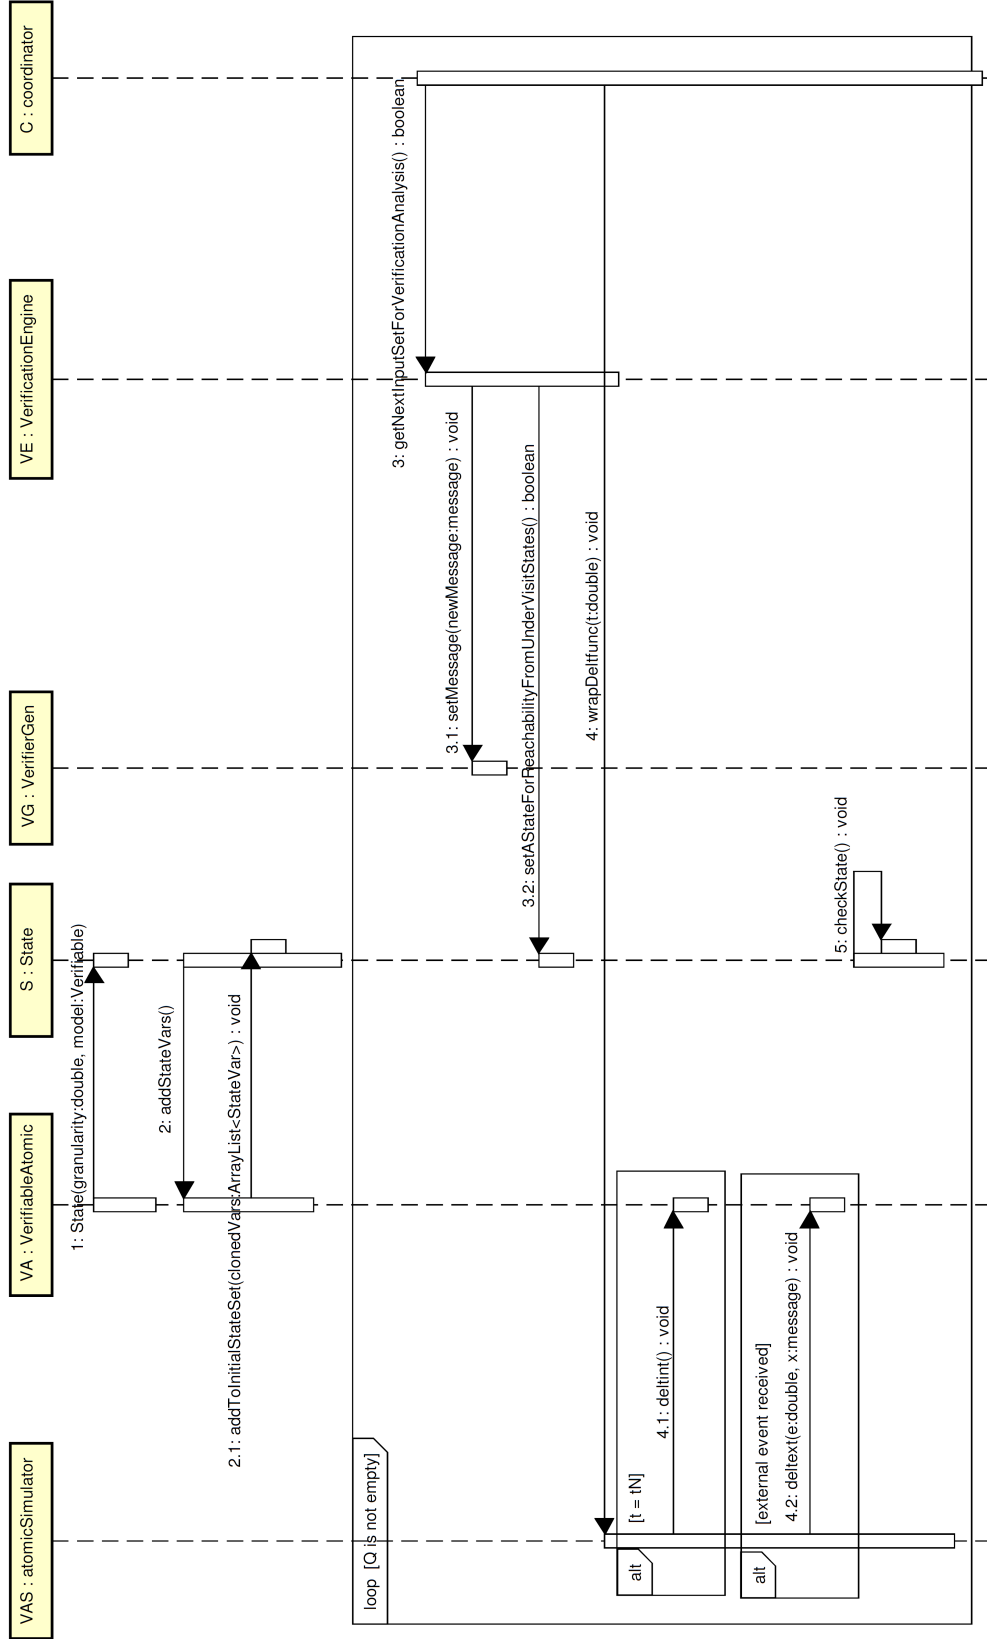 VAS : atomicSimulator
VA : VerifiableAtomic
S : State
VG : VerifierGen
VE : VerificationEngine
C : coordinator
1: State(granularity:double, model:Verifiable)
2: addStateVars()
2.1: addToInitialStateSet(clonedVars:ArrayList<StateVar>) : void
loop [Q is not empty]
3: getNextInputSetForVerificationAnalysis() : boolean
3.1: setMessage(newMessage:message) : void
3.2: setAStateForReachabilityFromUnderVisitStates() : boolean
4: wrapDeltfunc(t:double) : void
alt
[t = tN]
4.1: deltint() : void
alt
[external event received]
4.2: deltext(e:double, x:message) : void
5: checkState() : void